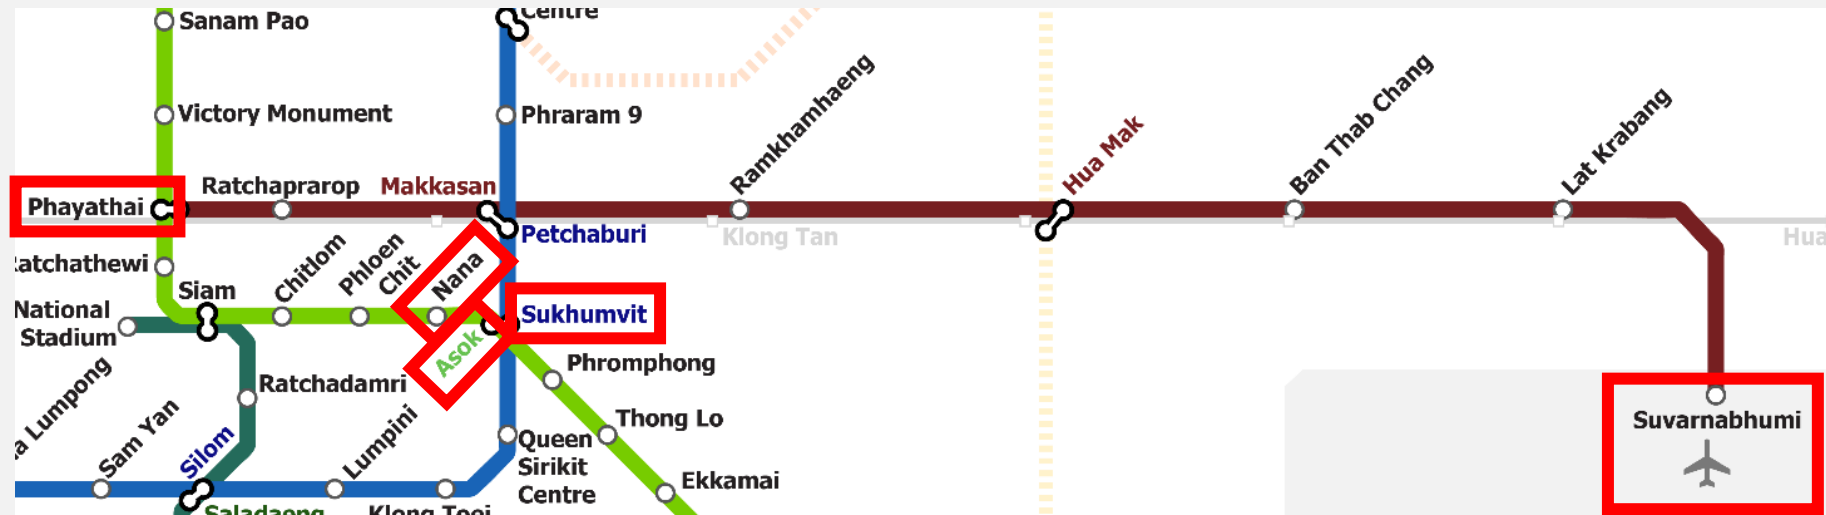 Centre
Sanam Pao
Victory Monument
Phraram 9
Ramkhamhaeng
Hua Mak
Ban Thab Chang
Lat Krabang
Phayathai
Ratchaprarop
Makkasan
Petchaburi
Klong Tan
Hua
atchathewi
Siam
Chitlom
Phloen
Chit
Nana
Sukhumvit
Asok
National
Stadium
Phromphong
Ratchadamri
Thong Lo
Suvarnabhumi
a Lumpong
Sam Yan
Silom
Lumpini
Queen
Sirikit
Centre
Ekkamai
Saladaeng
Klong Toei